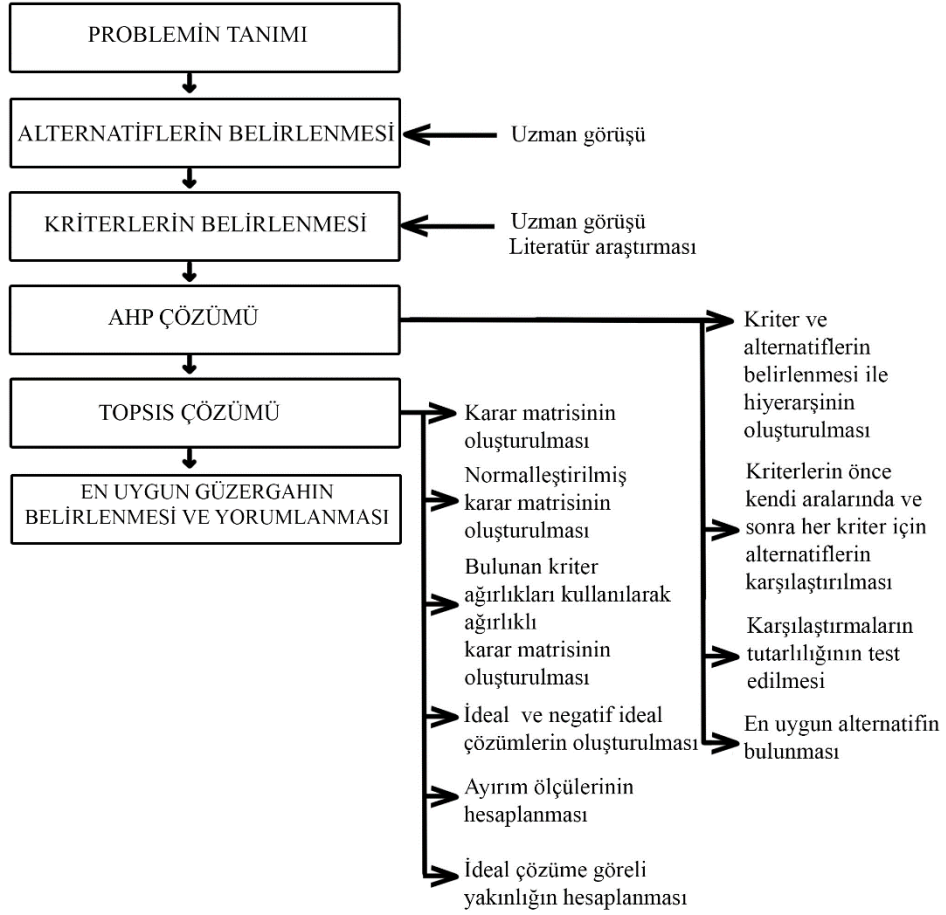 PROBLEMİN TANIMI
ALTERNATİFLERİN BELİRLENMESİ
Uzman görüşü
KRİTERLERİN BELİRLENMESİ
Uzman görüşü
Literatür araştırması
AHP ÇÖZÜMÜ
Kriter ve
alternatiflerin
belirlenmesi ile
hiyerarşinin
oluşturulması
Kriterlerin önce
kendi aralarında ve
sonra her kriter için
alternatiflerin
karşılaştırılması
Karşılaştırmaların
tutarlılığının test
edilmesi
En uygun alternatifin
bulunması
TOPSIS ÇÖZÜMÜ
Karar matrisinin
oluşturulması
Normalleştirilmiş
karar matrisinin
oluşturulması
Bulunan kriter
ağırlıkları kullanılarak
ağırlıklı
karar matrisinin
oluşturulması
İdeal ve negatif ideal
çözümlerin oluşturulması
Ayırım ölçülerinin
hesaplanması
İdeal çözüme göreli
yakınlığın hesaplanması
EN UYGUN GÜZERGAHIN
BELİRLENMESİ VE YORUMLANMASI